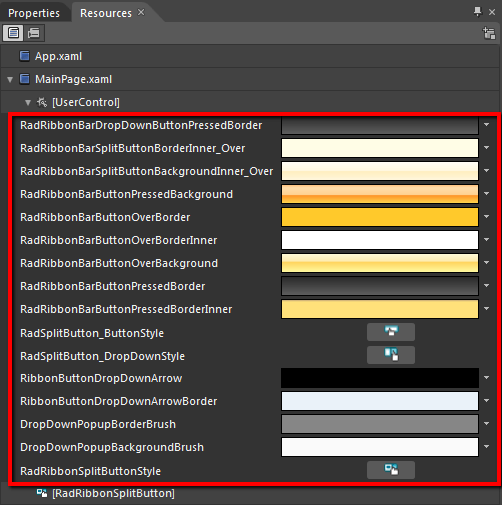 Properties Resources
App.xaml
MainPage.xaml
[UserControl]
RadRibbonBarDropDownButtonPressedBorder
RadRibbonBarSplitButtonBorderInner_Over
RadRibbonBarSplitButtonBackgroundInner_Over
RadRibbonBarButtonPressedBackground
RadRibbonBarButtonOverBorder
RadRibbonBarButtonOverBorderInner
RadRibbonBarButtonOverBackground
RadRibbonBarButtonPressedBorder
RadRibbonBarButtonPressedBorderInner
RadSplitButton_ButtonStyle
RadSplitButton_DropDownStyle
RibbonButtonDropDownArrow
RibbonButtonDropDownArrowBorder
DropDownPopupBorderBrush
DropDownPopupBackgroundBrush
RadRibbonSplitButtonStyle
[RadRibbonSplitButton]